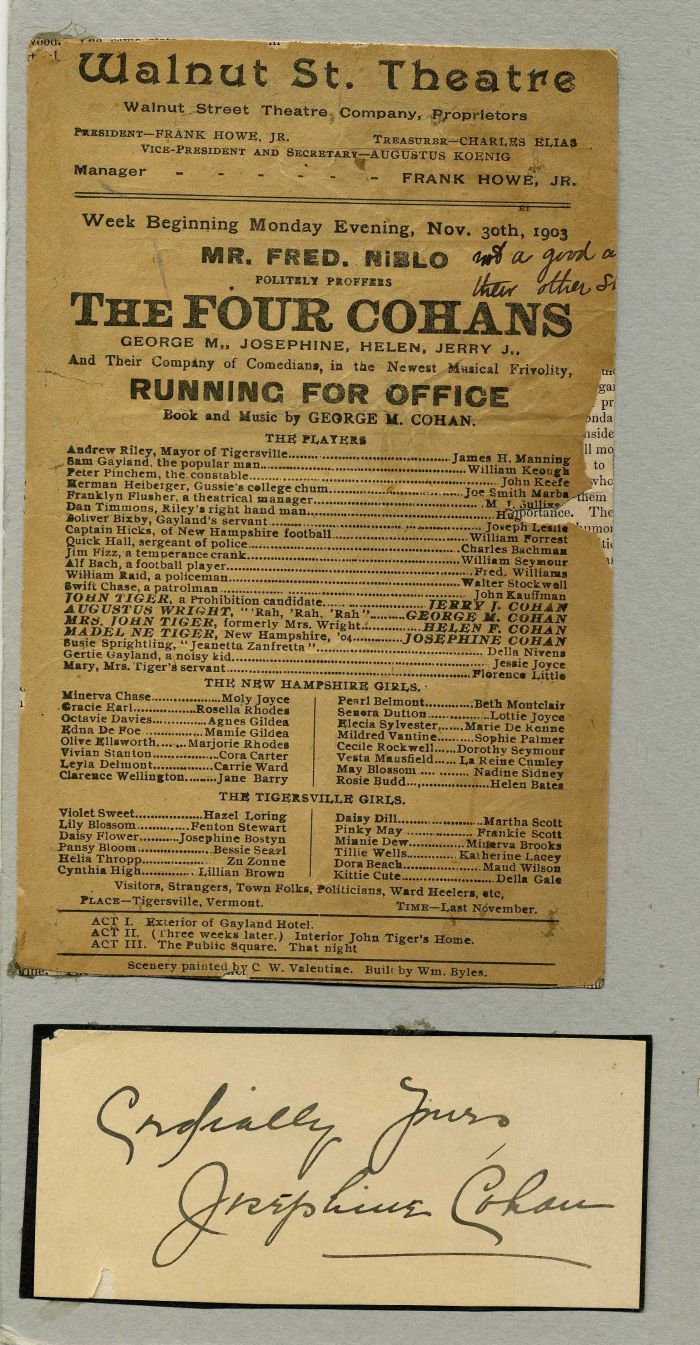 Walnut St. Theatre
Walnut Street Theatre Company, Proprietors
PRESIDENT—FRANK HOWE, JR. TREASURER—CHARLES ELIAS
VICE-PRESIDENT AND SECRETARY—AUGUSTUS KOENIG
Manager - - - - - - FRANK HOWE, JR.
Week Beginning Monday Evening, Nov. 30th, 1903
MR. FRED. NIBLO
not a good a
POLITELY PROFFERS
their other
THE FOUR COHANS
GEORGE M., JOSEPHINE, HELEN, JERRY J.,
And Their Company of Comedians, in the Newest Musical Frivolity,
RUNNING FOR OFFICE
Book and Music by GEORGE M. COHAN.
THE PLAYERS
Andrew Riley, Mayor of Tigersville........James H. Manning
Sam Gayland, the popular man........William Keough
Peter Pinchem, the constable........John Keefe
Herman Heiberger, Gussie's college chum........Joe Smith Marba
Franklyn Flusher, a theatrical manager........M. J.
Dan Timmons, Riley's right hand man........
Soliver Bixby, Gayland's servant........Joseph Leslie
Captain Hicks, of New Hampshire football........William Forrest
Quick Hall, sergeant of police........Charles Bachman
Jim Fizz, a temperance crank........William Seymour
Alf Bach, a football player........Fred. Williams
William Raid, a policeman........Walter Stockwell
Swift Chase, a patrolman........John Kauffman
JOHN TIGER, a Prohibition candidate........JERRY J. COHAN
AUGUSTUS WRIGHT, "'Rah, 'Rah, 'Rah"........GEORGE M. COHAN
MRS. JOHN TIGER, formerly Mrs. Wright........HELEN F. COHAN
MADEL NE TIGER, New Hampshire, '04........JOSEPHINE COHAN
Susie Sprightling, "Jeanetta Zanfretta"........Della Nivens
Gertie Gayland, a noisy kid........Jessie Joyce
Mary, Mrs. Tiger's servant........Florence Little
THE NEW HAMPSHIRE GIRLS.
Minerva Chase........Moly Joyce
Gracie Earl........Rosella Rhodes
Octavie Davies........Agnes Gildea
Edna De Foe........Mamie Gildea
Olive Ellsworth........Marjorie Rhodes
Vivian Stanton........Cora Carter
Leyla Delmont........Carrie Ward
Clarence Wellington........Jane Barry
Pearl Belmont........Beth Montclair
Senora Dutton........Lottie Joyce
Elecia Sylvester........Marie De Ronne
Mildred Vantine........Sophie Palmer
Cecile Rockwell........Dorothy Seymour
Vesta Mausfield........La Reine Cumley
May Blossom........Nadine Sidney
Rosie Budd........Helen Bates
THE TIGERSVILLE GIRLS.
Violet Sweet........Hazel Loring
Lily Blossom........Fenton Stewart
Daisy Flower........Josephine Bostyn
Pansy Bloom........Bessie Searl
Helia Thropp........Zu Zonne
Cynthia High........Lillian Brown
Daisy Dill........Martha Scott
Pinky May........Frankie Scott
Minnie Dew........Minerva Brooks
Tillie Wells........Katherine Lacey
Dora Beach........Maud Wilson
Kittie Cute........Della Gale
Visitors, Strangers, Town Folks, Politicians, Ward Heelers, etc.
PLACE—Tigersville, Vermont. TIME—Last November.
ACT I. Exterior of Gayland Hotel.
ACT II. (Three weeks later.) Interior John Tiger's Home.
ACT III. The Public Square. That night
Scenery painted by C. W. Valentine. Built by Wm. Byles.
Cordially Yours,
Josephine Cohan